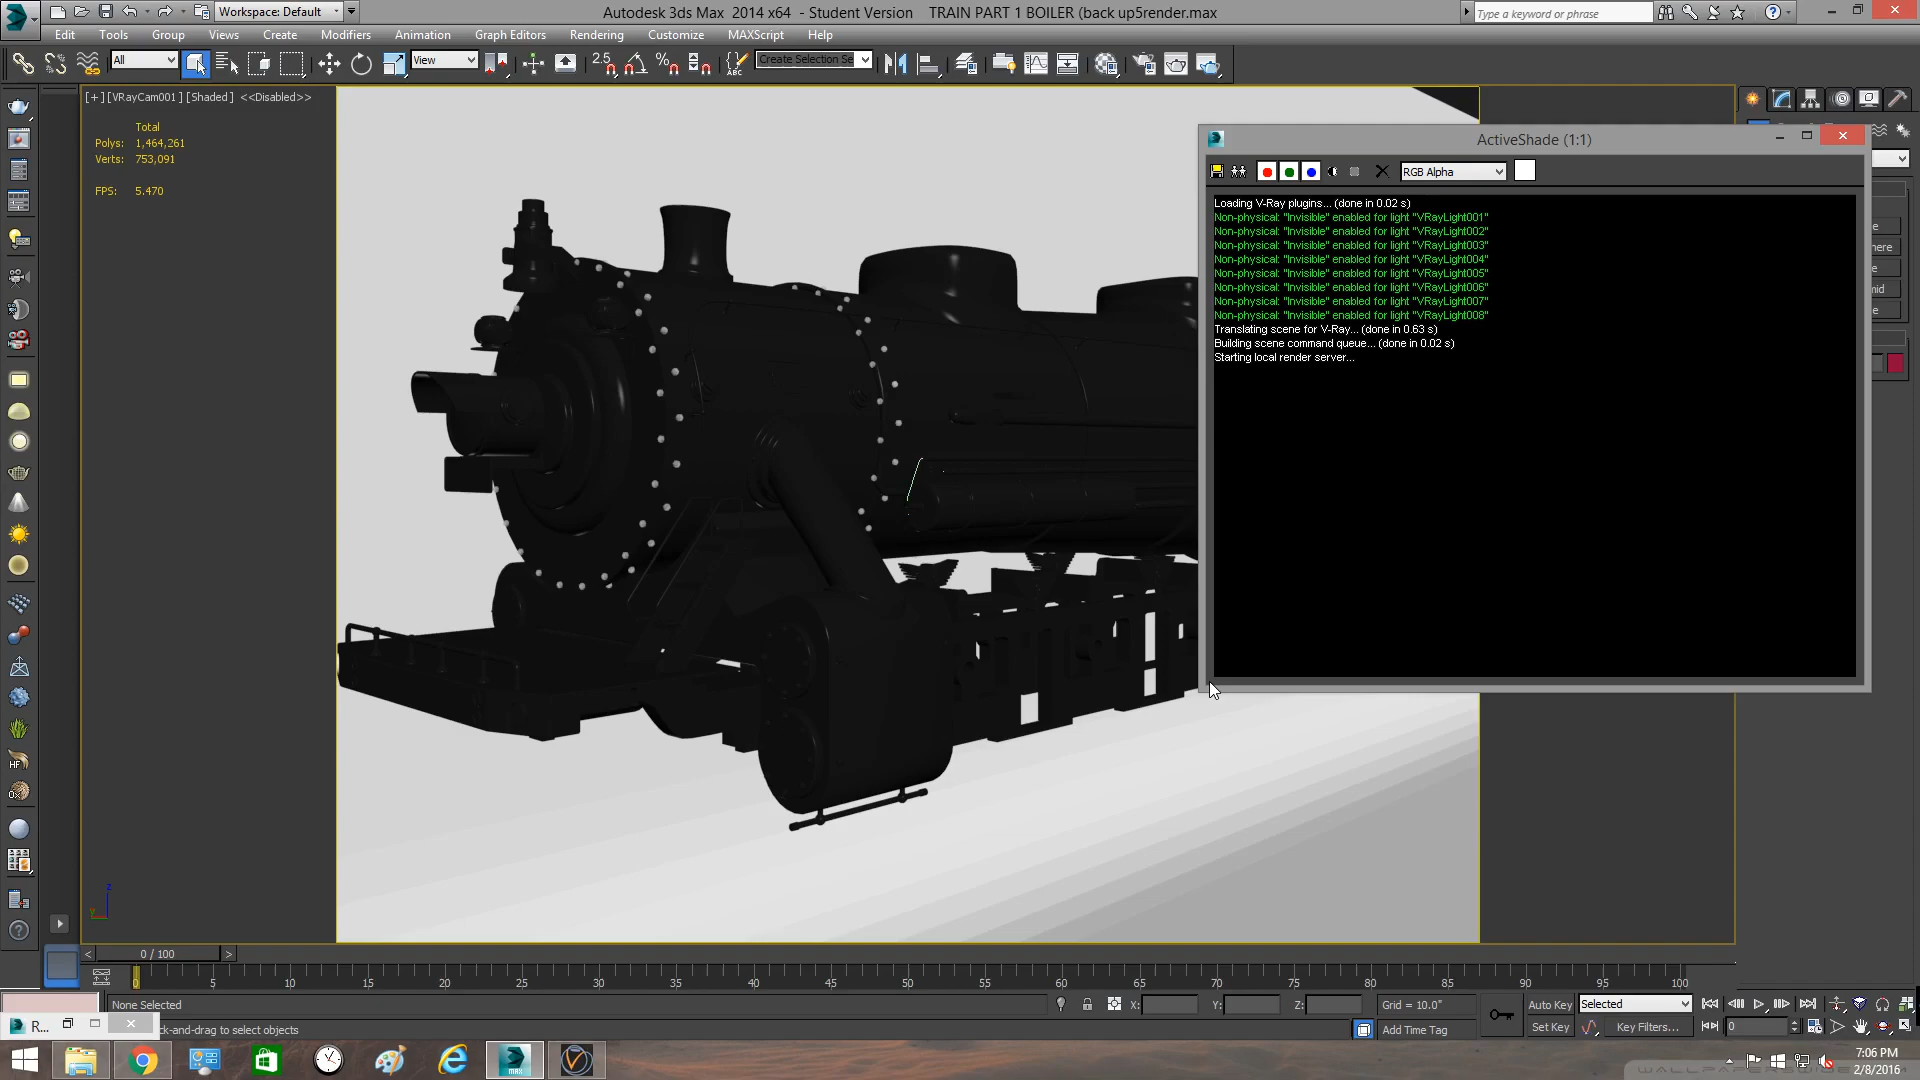 Workspace: Default
Autodesk 3ds Max 2014 x64 - Student Version TRAIN PART 1 BOILER (back up5render.max
Type a keyword or phrase
Edit Tools Group Views Create Modifiers Animation Graph Editors Rendering Customize MAXScript Help
All
View
2.5
ABC
Create Selection Se
[+] [VRayCam001] [Shaded] <<Disabled>>
Total
Polys: 1,464,261
Verts: 753,091
FPS: 5.470
ActiveShade (1:1)
RGB Alpha
Loading V-Ray plugins... (done in 0.02 s)
Non-physical: "Invisible" enabled for light "VRayLight001"
Non-physical: "Invisible" enabled for light "VRayLight002"
Non-physical: "Invisible" enabled for light "VRayLight003"
Non-physical: "Invisible" enabled for light "VRayLight004"
Non-physical: "Invisible" enabled for light "VRayLight005"
Non-physical: "Invisible" enabled for light "VRayLight006"
Non-physical: "Invisible" enabled for light "VRayLight007"
Non-physical: "Invisible" enabled for light "VRayLight008"
Translating scene for V-Ray... (done in 0.63 s)
Building scene command queue... (done in 0.02 s)
Starting local render server...
HF
z
0 / 100
0 5 10 15 20 25 30 35 40 45 50 55 60 65 70 75 80 85 90 95 100
None Selected
X: Y: Z: Grid = 10.0"
Auto Key Selected
R...
ck-and-drag to select objects
Add Time Tag
Set Key Key Filters... 0
MAX
7:06 PM
2/8/2016